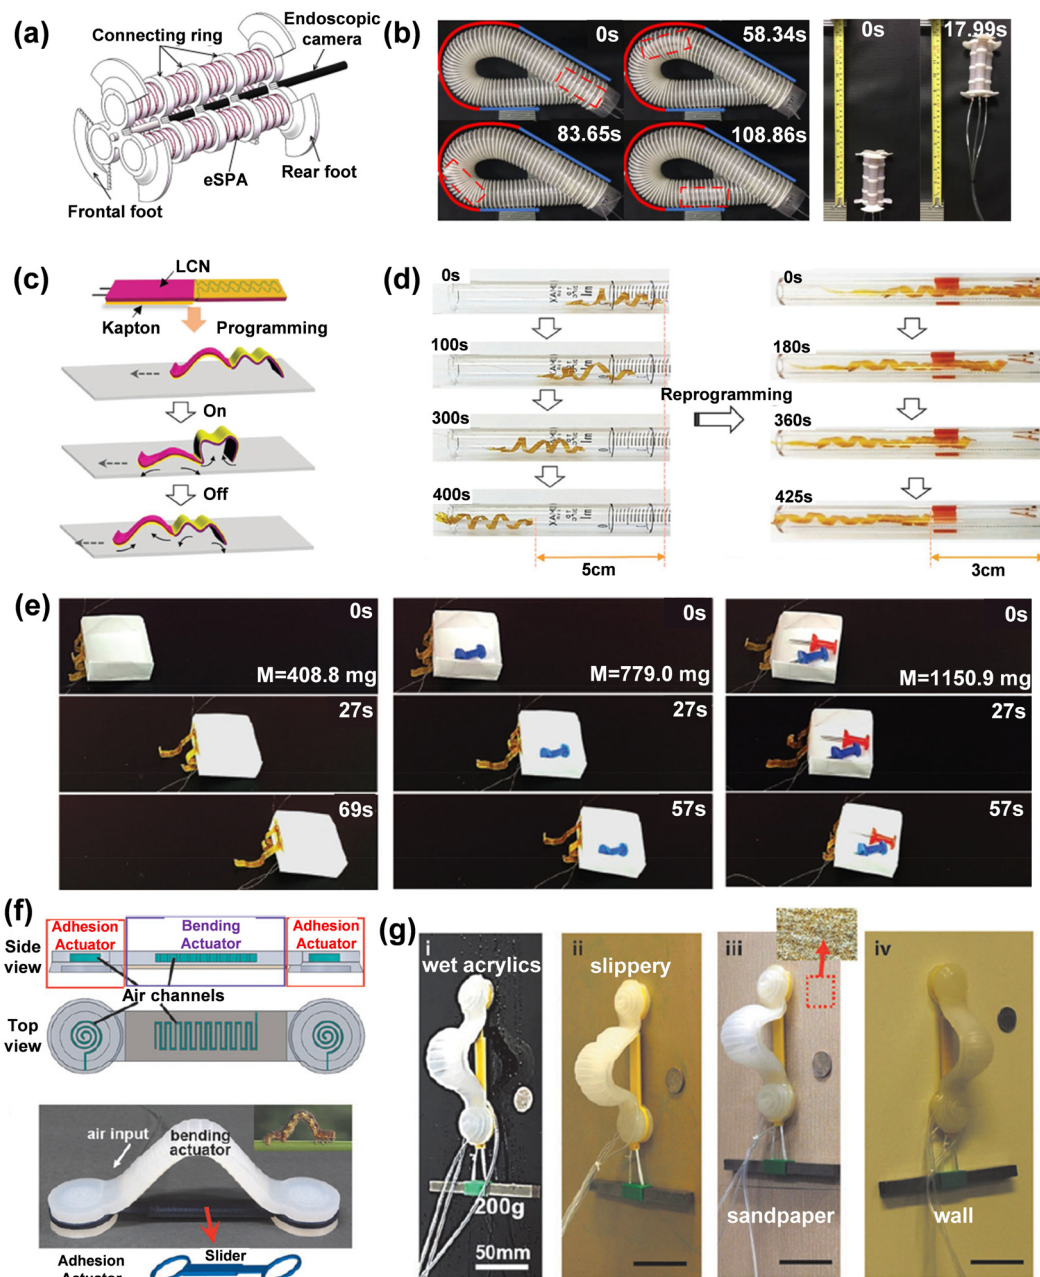 (a)
Connecting ring
Endoscopic
camera
eSPA
Rear foot
Frontal foot
(b)
0s
58.34s
83.65s
108.86s
0s
17.99s
(c)
LCN
Kapton
Programming
On
Off
(d)
0s
100s
300s
400s
5cm
Reprogramming
0s
180s
360s
425s
3cm
(e)
0s
M=408.8 mg
27s
69s
0s
M=779.0 mg
27s
57s
0s
M=1150.9 mg
27s
57s
(f)
Adhesion
Actuator
Bending
Actuator
Adhesion
Actuator
Side
view
Air channels
Top
view
air input
bending
actuator
Slider
Adhesion
Actuator
(g)
i
wet acrylics
200g
50mm
ii
slippery
iii
sandpaper
iv
wall